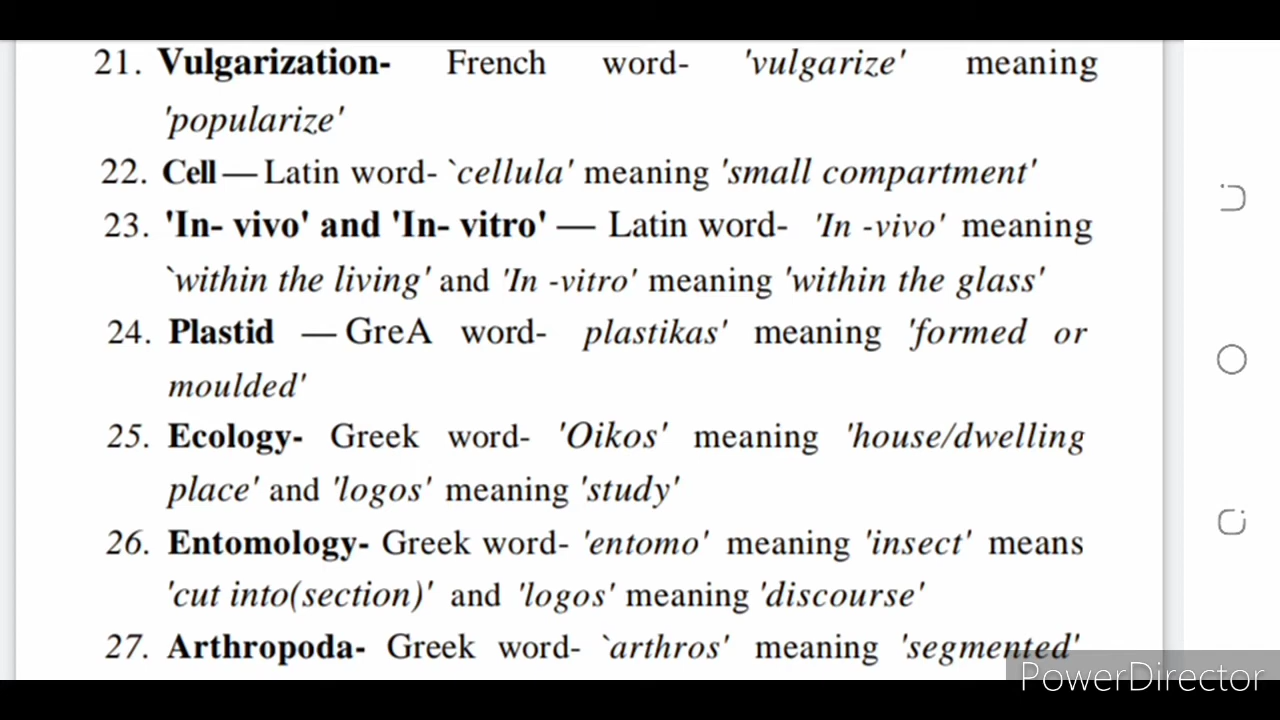 21. Vulgarization- French word- 'vulgarize' meaning
'popularize'
22. Cell — Latin word- `cellula' meaning 'small compartment'
23. 'In- vivo' and 'In- vitro' — Latin word- 'In -vivo' meaning
`within the living' and 'In -vitro' meaning 'within the glass'
24. Plastid — GreA word- plastikas' meaning 'formed or
moulded'
25. Ecology- Greek word- 'Oikos' meaning 'house/dwelling
place' and 'logos' meaning 'study'
26. Entomology- Greek word- 'entomo' meaning 'insect' means
'cut into(section)' and 'logos' meaning 'discourse'
27. Arthropoda- Greek word- `arthros' meaning 'segmented'
PowerDirector